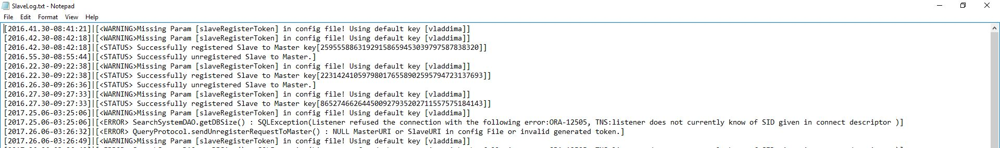 SlaveLog.txt - Notepad
File Edit Format View Help
[2016.41.30-08:41:21]|[<WARNING>Missing Param [slaveRegisterToken] in config file! Using default key [vladdima]]
[2016.42.30-08:42:18]|[<WARNING>Missing Param [slaveRegisterToken] in config file! Using default key [vladdima]]
[2016.42.30-08:42:18]|[<STATUS> Successfully registered Slave to Master key[259555886319291586594530397975878383​20]]
[2016.55.30-08:55:44]|[<STATUS> Successfully unregistered Slave to Master.]
[2016.22.30-09:22:38]|[<WARNING>Missing Param [slaveRegisterToken] in config file! Using default key [vladdima]]
[2016.22.30-09:22:38]|[<STATUS> Successfully registered Slave to Master key[223142410597980176558902595794723137693]]
[2016.26.30-09:26:36]|[<STATUS> Successfully unregistered Slave to Master.]
[2016.27.30-09:27:33]|[<WARNING>Missing Param [slaveRegisterToken] in config file! Using default key [vladdima]]
[2016.27.30-09:27:33]|[<STATUS> Successfully registered Slave to Master key[865274662644500927935202711557575184143]]
[2017.25.06-03:25:06]|[<WARNING>Missing Param [slaveRegisterToken] in config file! Using default key [vladdima]]
[2017.25.06-03:25:06]|[<ERROR> SearchSystemDAO.getDBSize() : SQLException(Listener refused the connection with the following error:ORA-12505, TNS:listener does not currently know of SID given in connect descriptor )]
[2017.26.06-03:26:32]|[<ERROR> QueryProtocol.sendUnregisterRequestToMaster() : NULL MasterURI or SlaveURI in config File or invalid generated token.]
[2017.26.06-03:26:49]|[<WARNING>Missing Param [slaveRegisterToken] in config file! Using default key [vladdima]]